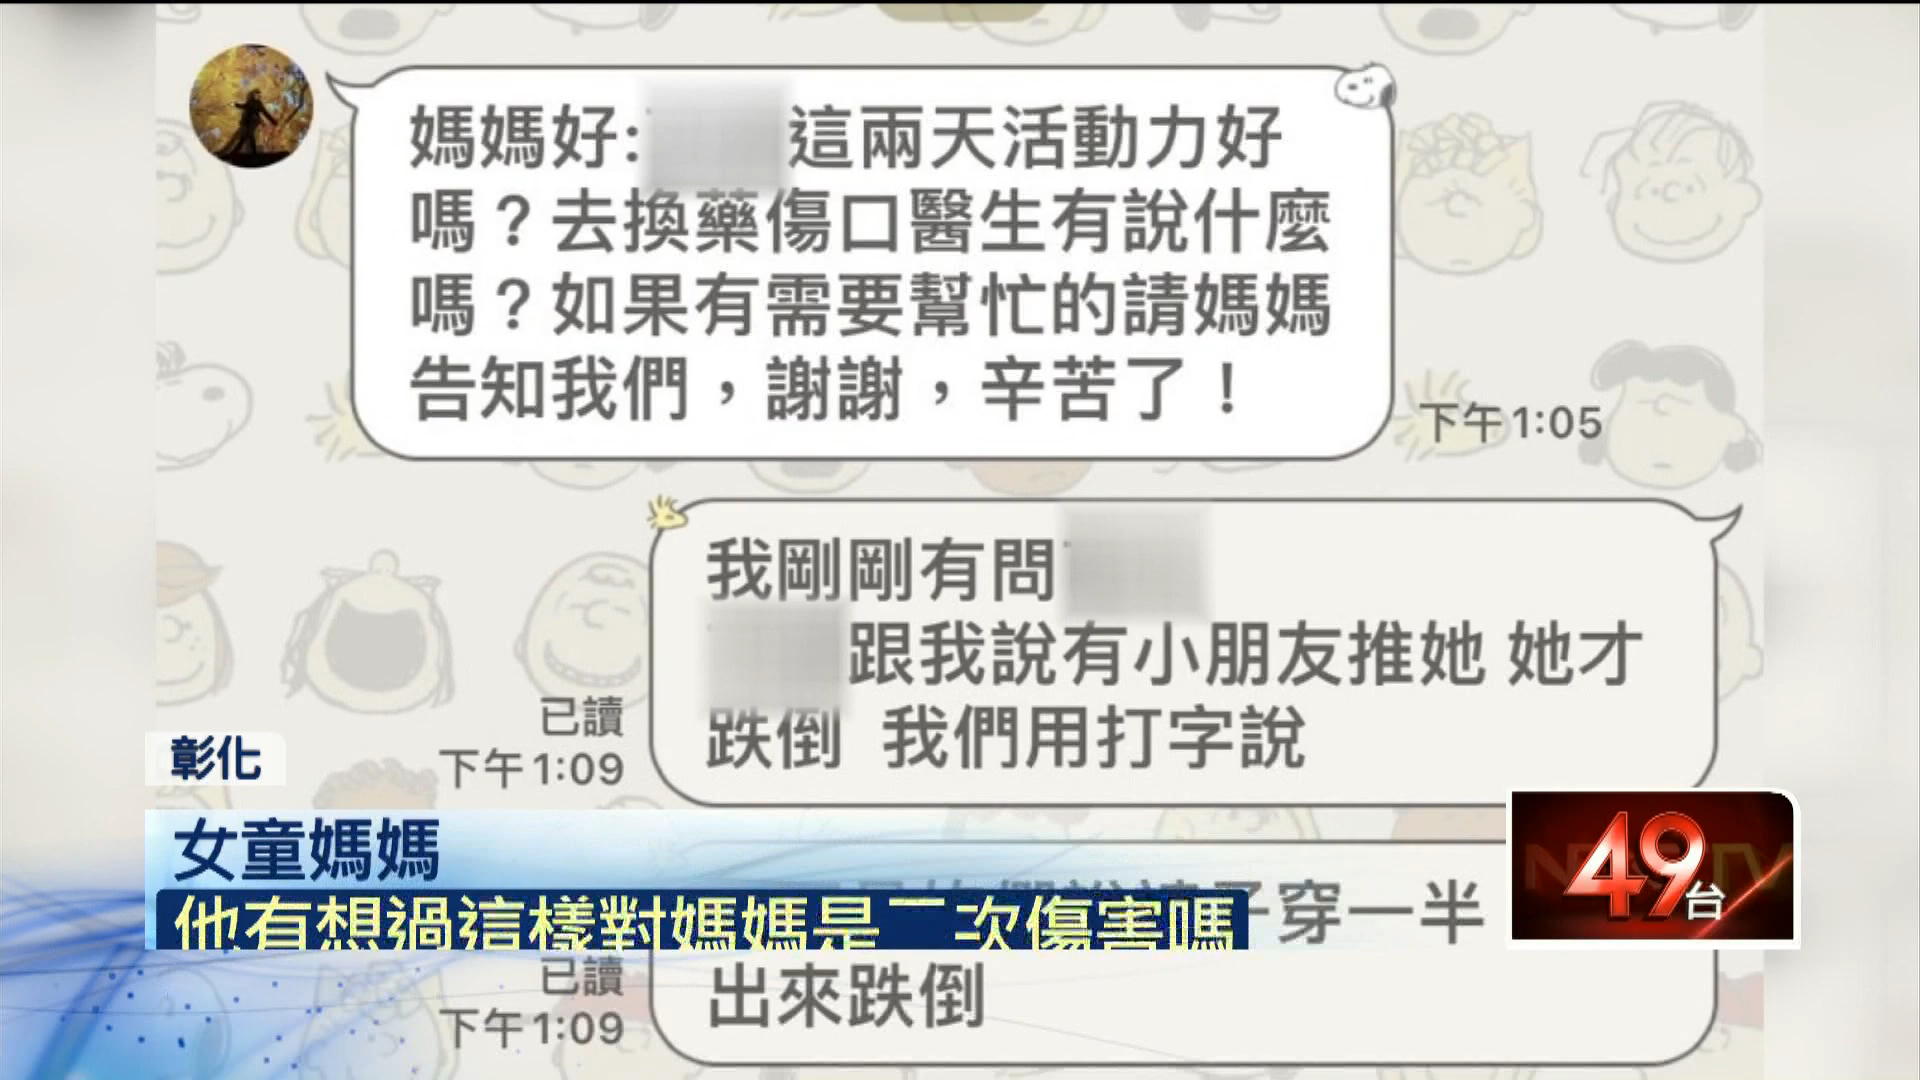 媽媽好: 這兩天活動力好
嗎？去換藥傷口醫生有說什麼
嗎？如果有需要幫忙的請媽媽
告知我們，謝謝，辛苦了！
下午1:05
我剛剛有問
跟我說有小朋友推她 她才
跌倒 我們用打字說
已讀
下午1:09
穿一半
出來跌倒
已讀
下午1:09
彰化
女童媽媽
他有想過這樣對媽媽是二次傷害嗎
49台